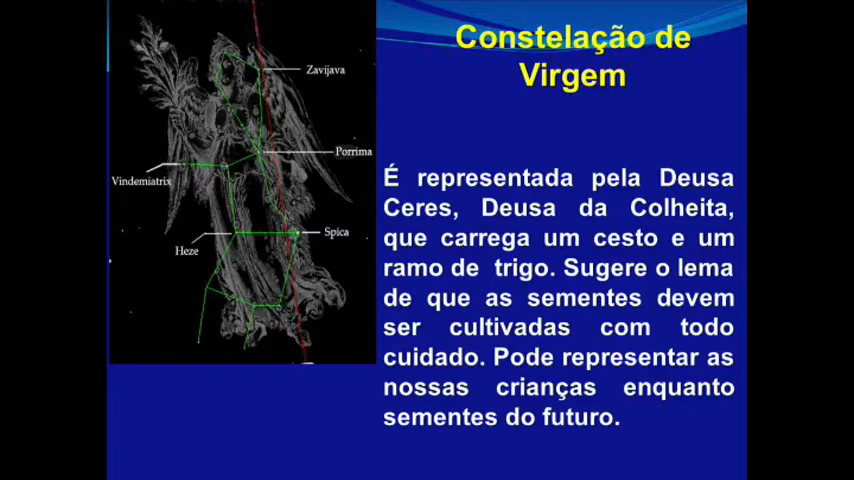 Constelação de
Virgem
Zavijava
Porrima
Vindemiatrix
Spica
Heze
É representada pela Deusa
Ceres, Deusa da Colheita,
que carrega um cesto e um
ramo de trigo. Sugere o lema
de que as sementes devem
ser cultivadas com todo
cuidado. Pode representar as
nossas crianças enquanto
sementes do futuro.